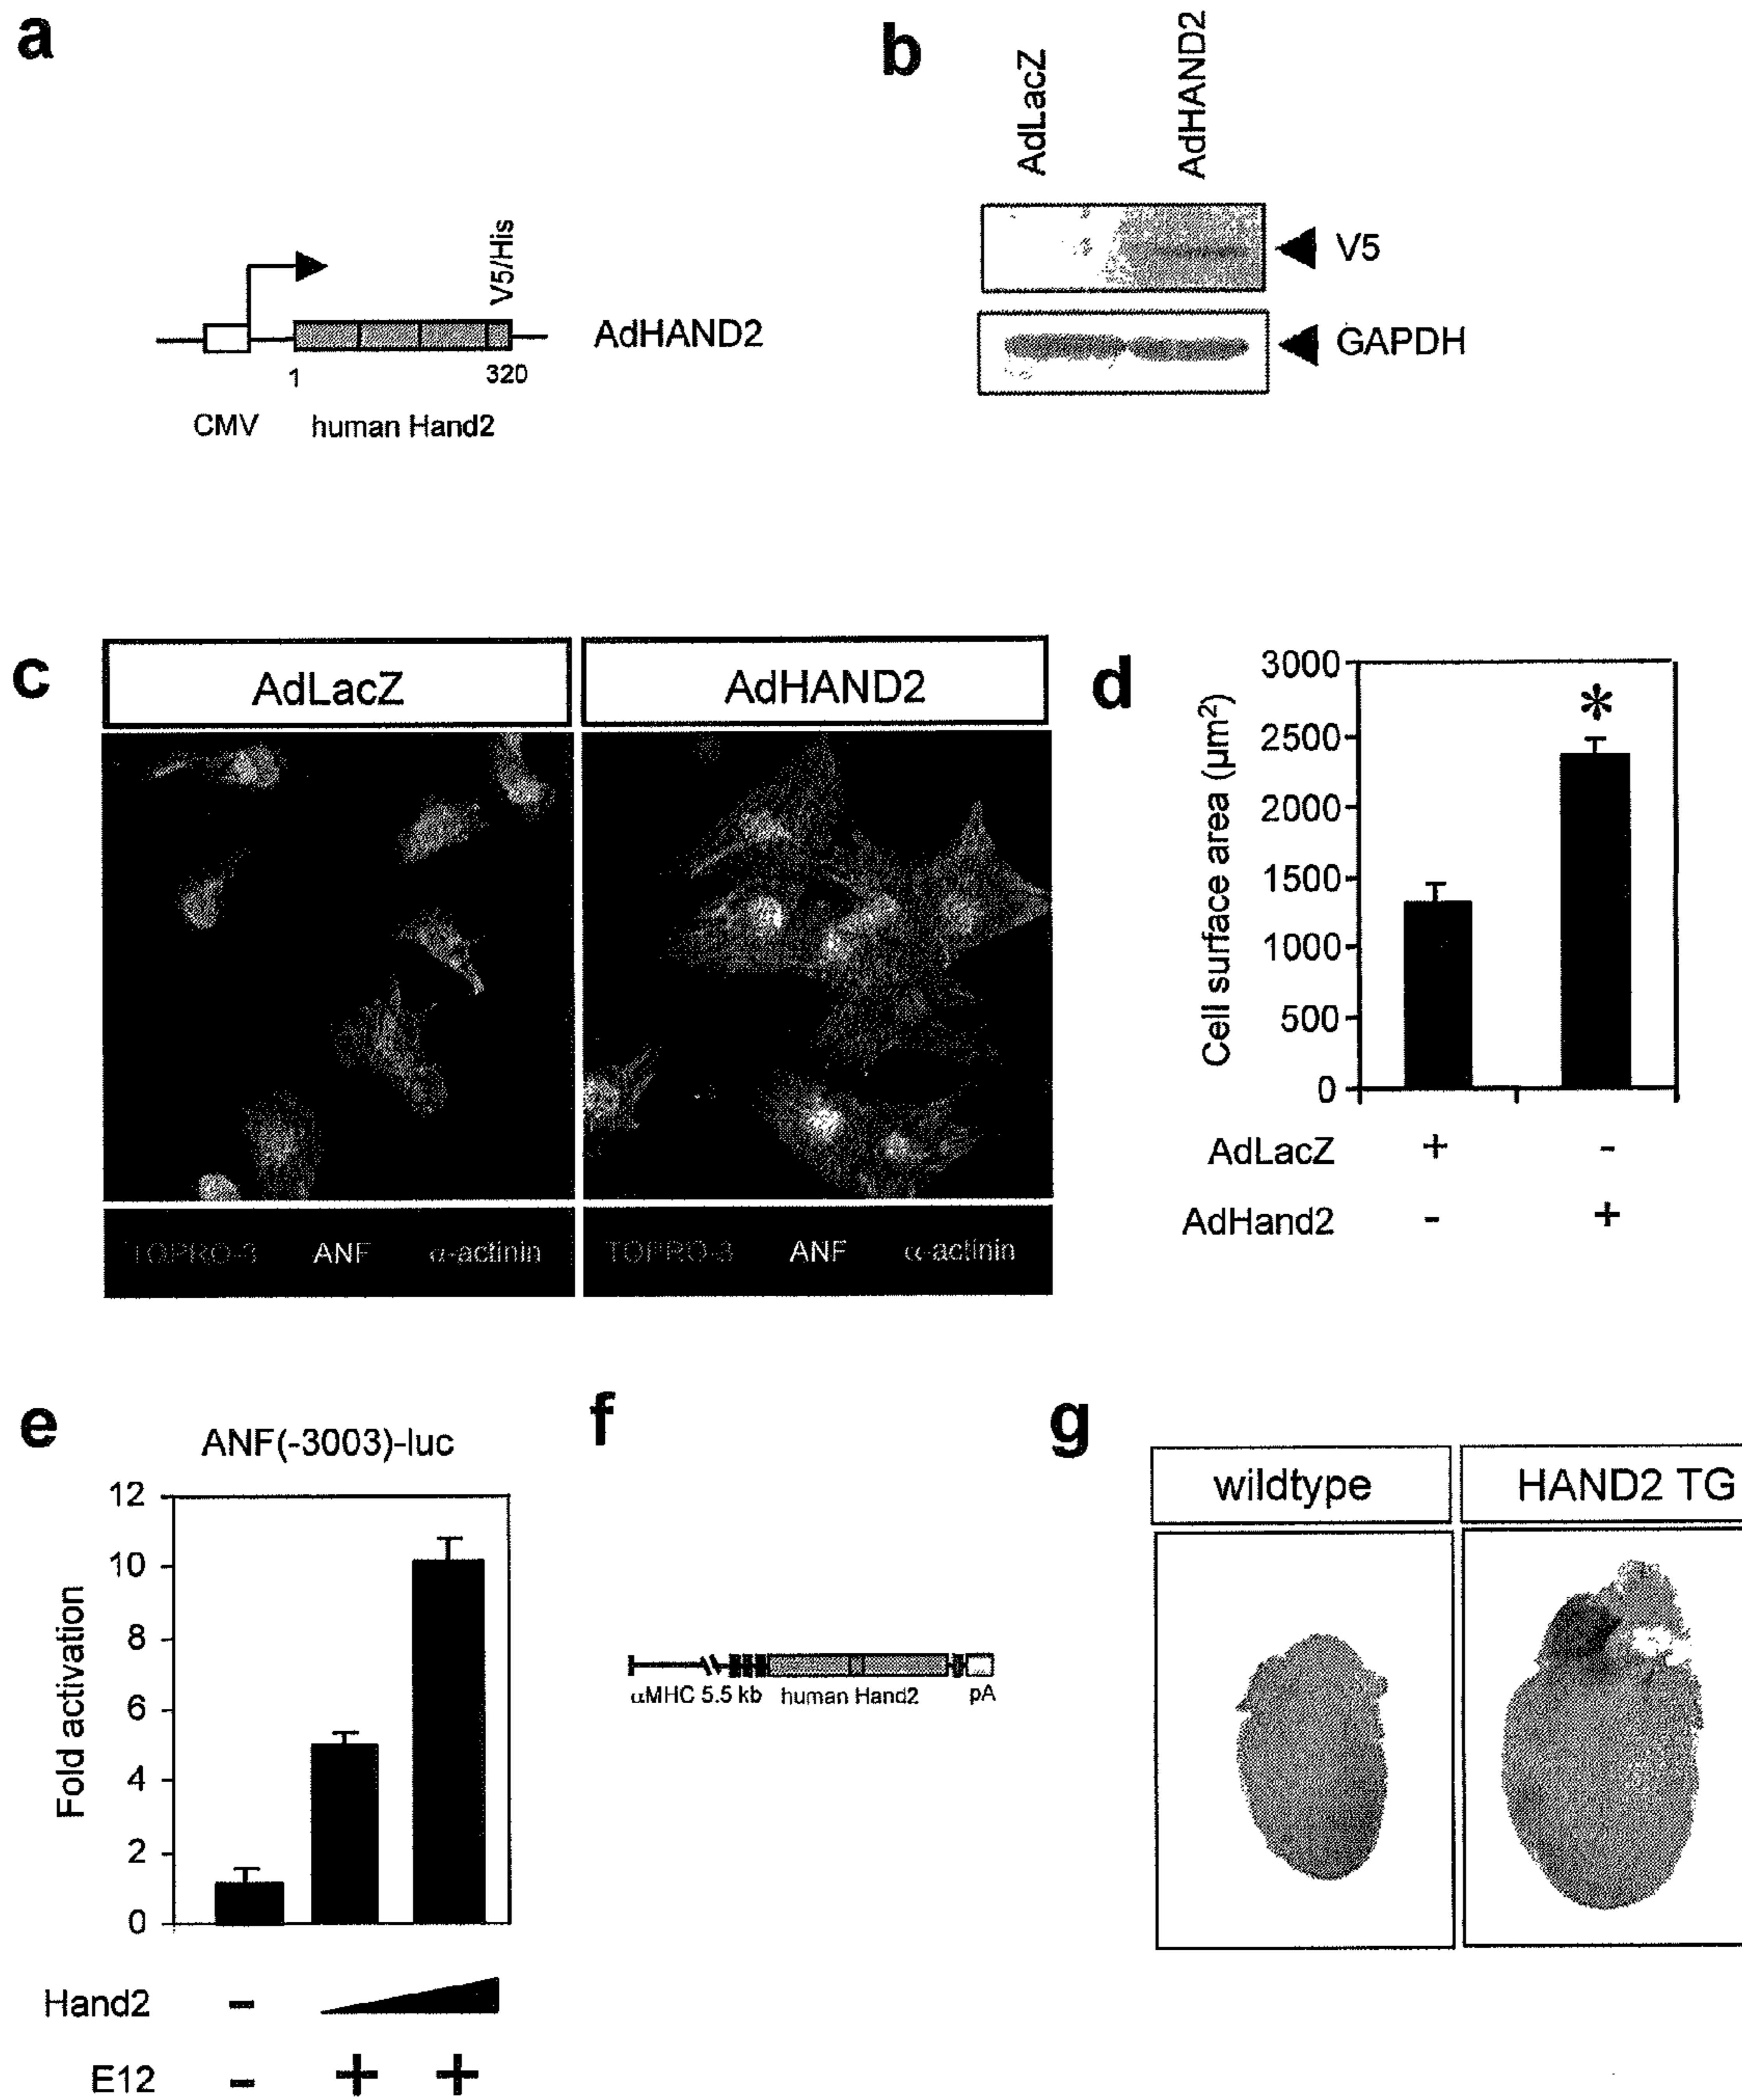 a
V5/His
AdHAND2
1 320
CMV human Hand2
b
AdLacZ
AdHAND2
V5
GAPDH
c
AdLacZ
AdHAND2
TOPRO-3 ANF α-actinin
TOPRO-3 ANF α-actinin
d
Cell surface area (µm²)
3000
2500
2000
1500
1000
500
0
*
AdLacZ + -
AdHand2 - +
e
ANF(-3003)-luc
Fold activation
12
10
8
6
4
2
0
Hand2 -
E12 - + +
f
αMHC 5.5 kb human Hand2 pA
g
wildtype
HAND2 TG